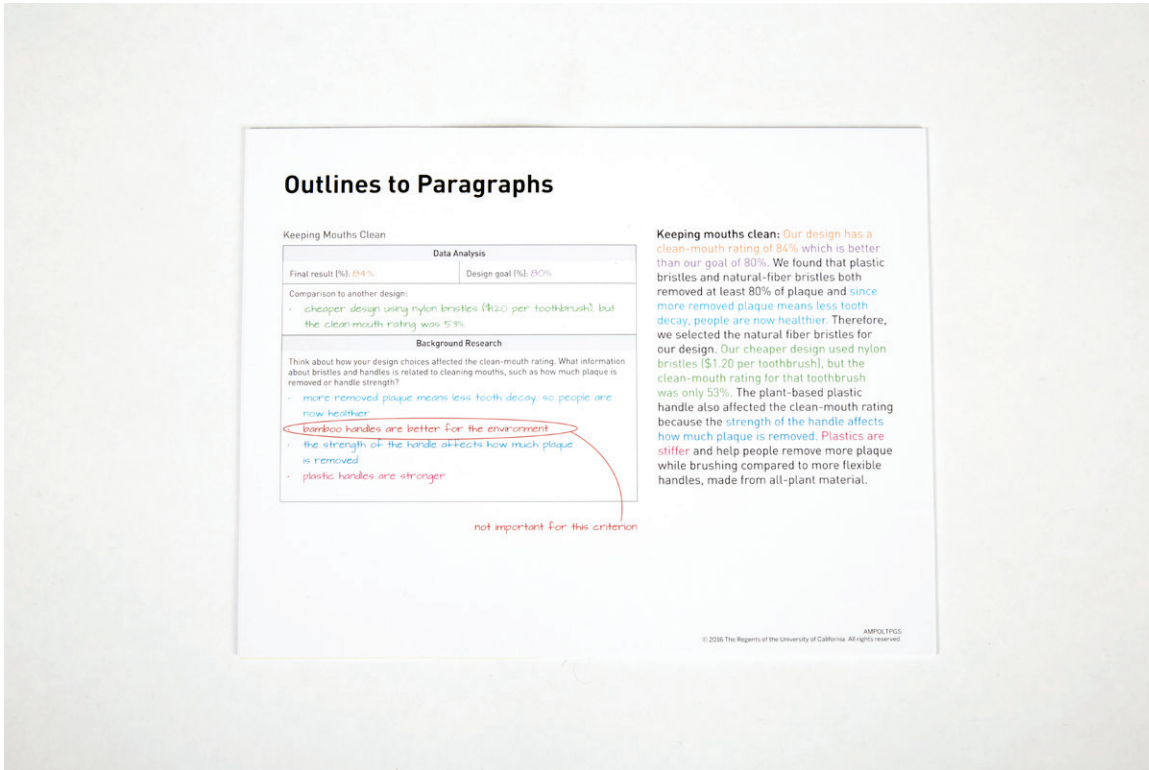 Outlines to Paragraphs
Keeping Mouths Clean
Data Analysis
Final result (%): 84%
Design goal (%): 80%
Comparison to another design:
• cheaper design using nylon bristles ($1.20 per toothbrush), but
the clean-mouth rating was 53%
Background Research
Think about how your design choices affected the clean-mouth rating. What information
about bristles and handles is related to cleaning mouths, such as how much plaque is
removed or handle strength?
• more removed plaque means less tooth decay, so people are
now healthier
• bamboo handles are better for the environment
• the strength of the handle affects how much plaque
is removed
• plastic handles are stronger
not important for this criterion
Keeping mouths clean: Our design has a
clean-mouth rating of 84% which is better
than our goal of 80%. We found that plastic
bristles and natural-fiber bristles both
removed at least 80% of plaque and since
more removed plaque means less tooth
decay, people are now healthier. Therefore,
we selected the natural fiber bristles for
our design. Our cheaper design used nylon
bristles ($1.20 per toothbrush), but the
clean-mouth rating for that toothbrush
was only 53%. The plant-based plastic
handle also affected the clean-mouth rating
because the strength of the handle affects
how much plaque is removed. Plastics are
stiffer and help people remove more plaque
while brushing compared to more flexible
handles, made from all-plant material.
AMPOLTPGS
© 2016 The Regents of the University of California. All rights reserved.